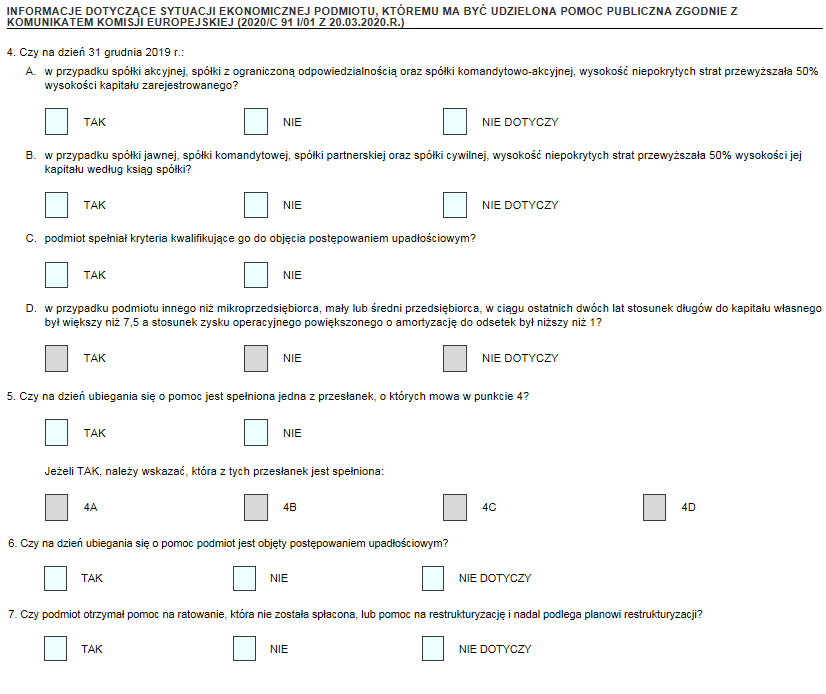 INFORMACJE DOTYCZĄCE SYTUACJI EKONOMICZNEJ PODMIOTU, KTÓREMU MA BYĆ UDZIELONA POMOC PUBLICZNA ZGODNIE Z
KOMUNIKATEM KOMISJI EUROPEJSKIEJ (2020/C 91 I/01 Z 20.03.2020.R.)
4. Czy na dzień 31 grudnia 2019 r.:
A. w przypadku spółki akcyjnej, spółki z ograniczoną odpowiedzialnością oraz spółki komandytowo-akcyjnej, wysokość niepokrytych strat przewyższała 50%
wysokości kapitału zarejestrowanego?
TAK NIE NIE DOTYCZY
B. w przypadku spółki jawnej, spółki komandytowej, spółki partnerskiej oraz spółki cywilnej, wysokość niepokrytych strat przewyższała 50% wysokości jej
kapitału według ksiąg spółki?
TAK NIE NIE DOTYCZY
C. podmiot spełniał kryteria kwalifikujące go do objęcia postępowaniem upadłościowym?
TAK NIE
D. w przypadku podmiotu innego niż mikroprzedsiębiorca, mały lub średni przedsiębiorca, w ciągu ostatnich dwóch lat stosunek długów do kapitału własnego
był większy niż 7,5 a stosunek zysku operacyjnego powiększonego o amortyzację do odsetek był niższy niż 1?
TAK NIE NIE DOTYCZY
5. Czy na dzień ubiegania się o pomoc jest spełniona jedna z przesłanek, o których mowa w punkcie 4?
TAK NIE
Jeżeli TAK, należy wskazać, która z tych przesłanek jest spełniona:
4A 4B 4C 4D
6. Czy na dzień ubiegania się o pomoc podmiot jest objęty postępowaniem upadłościowym?
TAK NIE NIE DOTYCZY
7. Czy podmiot otrzymał pomoc na ratowanie, która nie została spłacona, lub pomoc na restrukturyzację i nadal podlega planowi restrukturyzacji?
TAK NIE NIE DOTYCZY